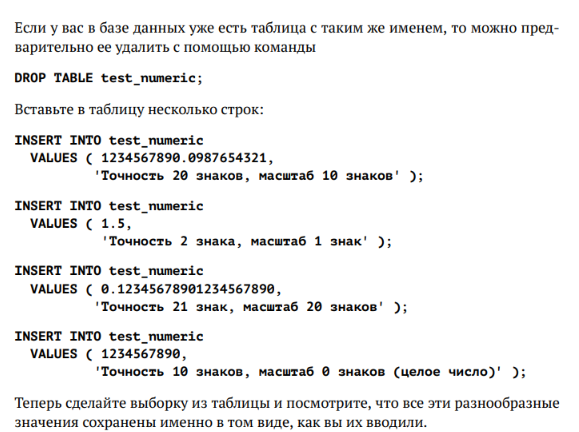 Если у вас в базе данных уже есть таблица с таким же именем, то можно пред-
варительно ее удалить с помощью команды
DROP TABLE test_numeric;
Вставьте в таблицу несколько строк:
INSERT INTO test_numeric
VALUES ( 1234567890.0987654321,
'Точность 20 знаков, масштаб 10 знаков' );
INSERT INTO test_numeric
VALUES ( 1.5,
'Точность 2 знака, масштаб 1 знак' );
INSERT INTO test_numeric
VALUES ( 0.12345678901234567890,
'Точность 21 знак, масштаб 20 знаков' );
INSERT INTO test_numeric
VALUES ( 1234567890,
'Точность 10 знаков, масштаб 0 знаков (целое число)' );
Теперь сделайте выборку из таблицы и посмотрите, что все эти разнообразные
значения сохранены именно в том виде, как вы их вводили.